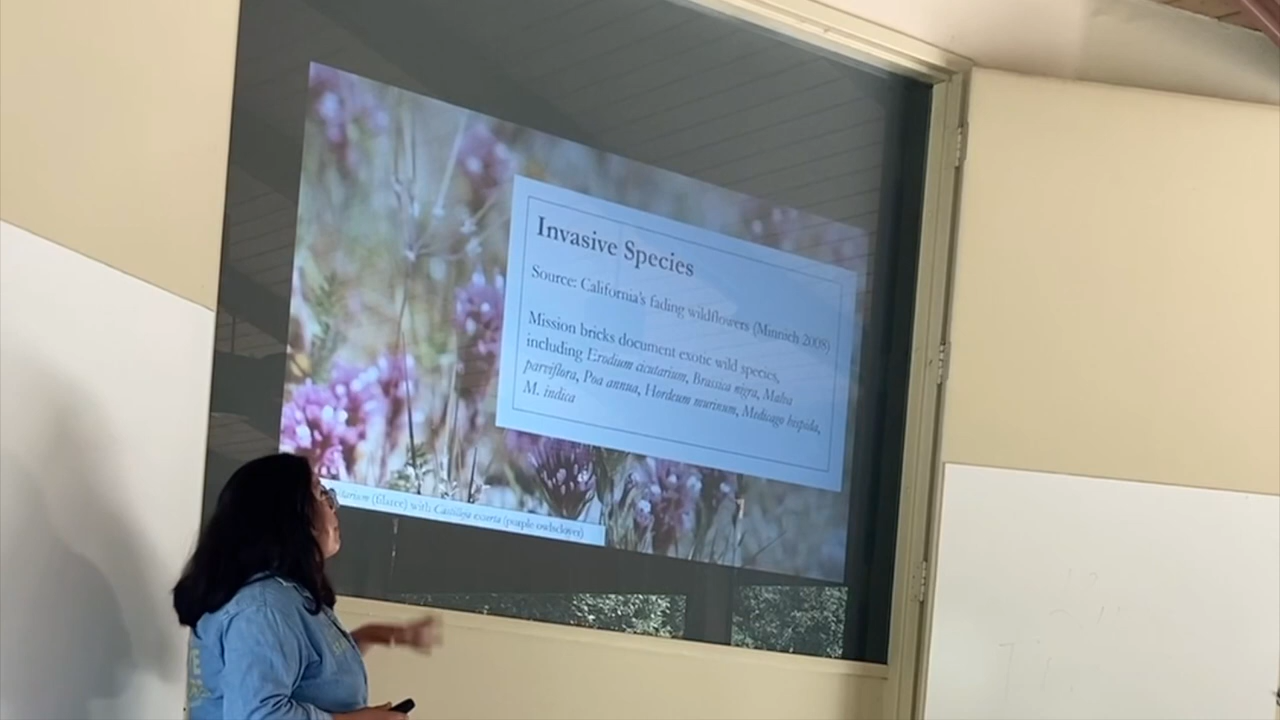 Invasive Species
Source: California's fading wildflowers (Minnich 2008)
Mission bricks document exotic wild species,
including Erodium cicutarium, Brassica nigra, Malva
parviflora, Poa annua, Hordeum murinum, Medicago hispida,
M. indica
(filaree) with Castilleja exserta (purple owlsclover)